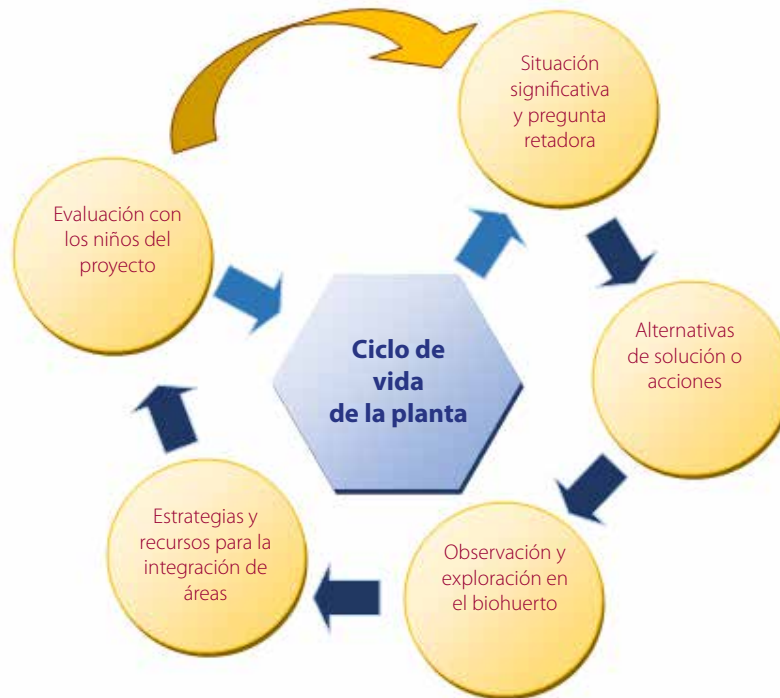 Situación
significativa
y pregunta
retadora
Alternativas
de solución o
acciones
Observación y
exploración en
el biohuerto
Estrategias y
recursos para la
integración de
áreas
Evaluación con
los niños del
proyecto
Ciclo de
vida
de la planta